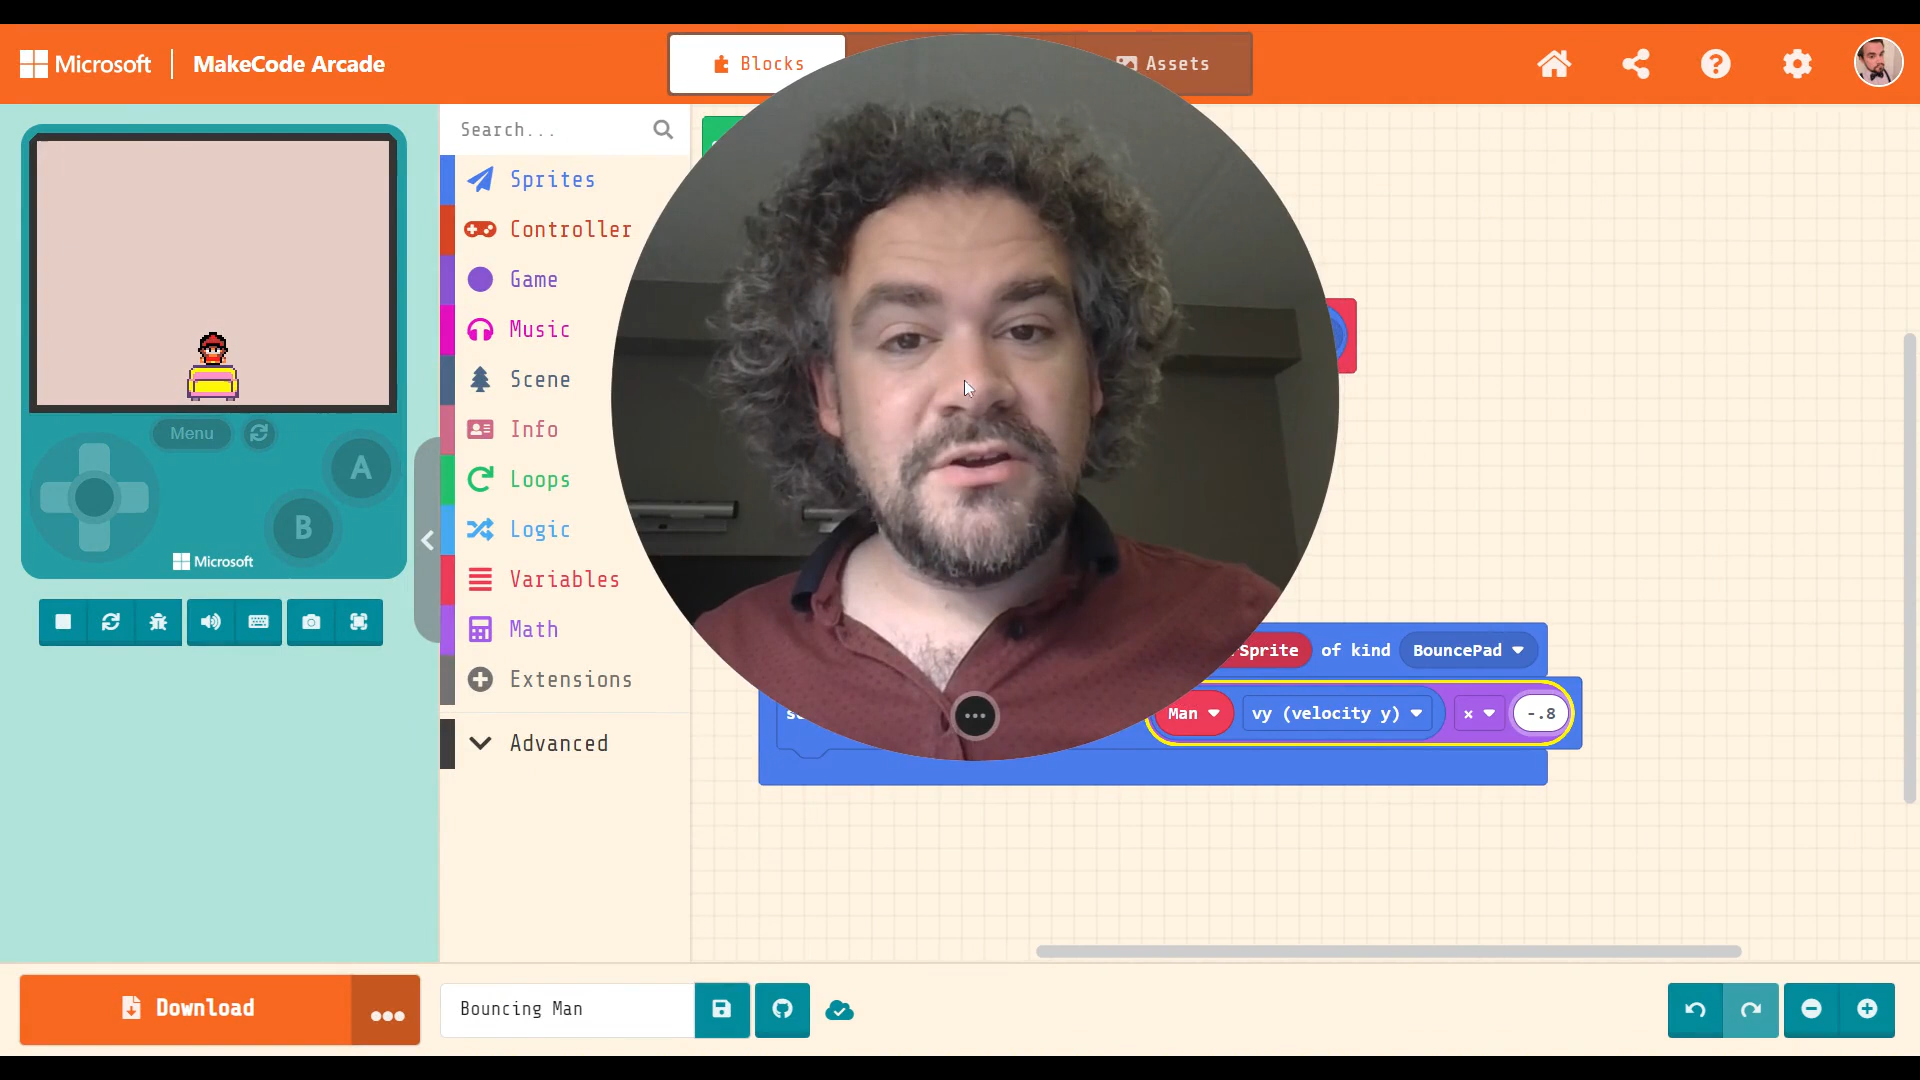 Microsoft | MakeCode Arcade
Blocks
Assets
Search...
Sprites
Controller
Game
Music
Scene
Info
Loops
Logic
Variables
Math
Extensions
Advanced
Menu
A
B
Microsoft
Sprite of kind BouncePad
Man vy (velocity y) × -.8
Download
Bouncing Man